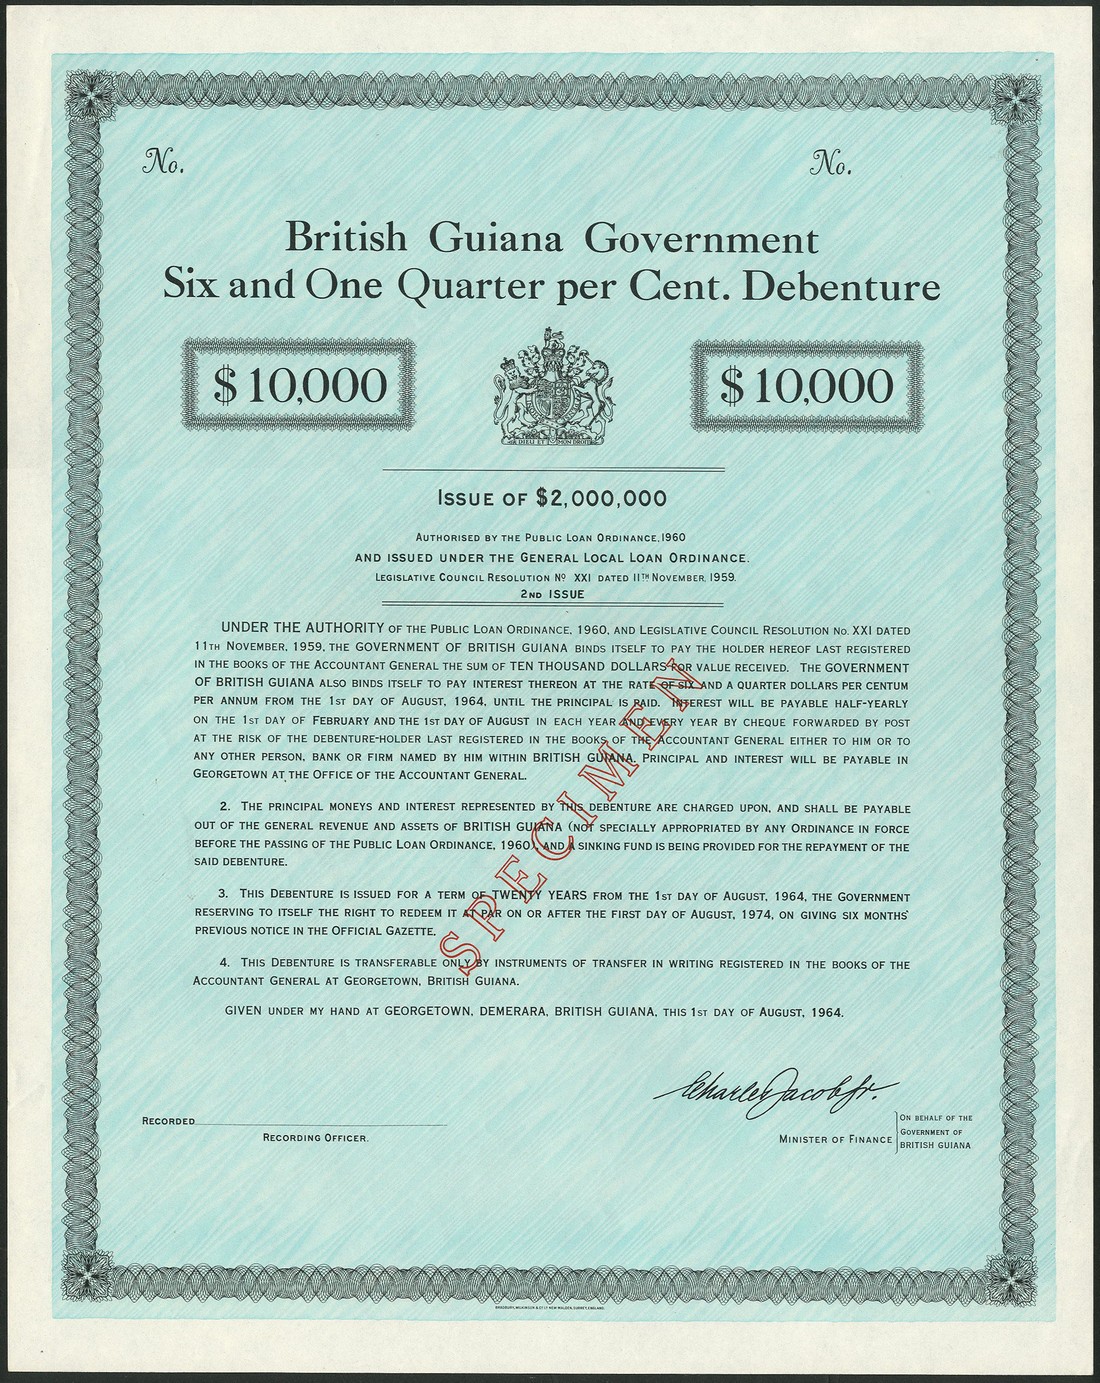 No.
No.
British Guiana Government
Six and One Quarter per Cent. Debenture
$ 10,000
$ 10,000
DIEU ET MON DROIT
ISSUE OF $2,000,000
AUTHORISED BY THE PUBLIC LOAN ORDINANCE, 1960
AND ISSUED UNDER THE GENERAL LOCAL LOAN ORDINANCE.
LEGISLATIVE COUNCIL RESOLUTION No XXI DATED 11TH NOVEMBER, 1959.
2ND ISSUE
UNDER THE AUTHORITY OF THE PUBLIC LOAN ORDINANCE, 1960, AND LEGISLATIVE COUNCIL RESOLUTION No. XXI DATED
11TH NOVEMBER, 1959, THE GOVERNMENT OF BRITISH GUIANA BINDS ITSELF TO PAY THE HOLDER HEREOF LAST REGISTERED
IN THE BOOKS OF THE ACCOUNTANT GENERAL THE SUM OF TEN THOUSAND DOLLARS FOR VALUE RECEIVED. THE GOVERNMENT
OF BRITISH GUIANA ALSO BINDS ITSELF TO PAY INTEREST THEREON AT THE RATE OF SIX AND A QUARTER DOLLARS PER CENTUM
PER ANNUM FROM THE 1ST DAY OF AUGUST, 1964, UNTIL THE PRINCIPAL IS PAID. INTEREST WILL BE PAYABLE HALF-YEARLY
ON THE 1ST DAY OF FEBRUARY AND THE 1ST DAY OF AUGUST IN EACH YEAR AND EVERY YEAR BY CHEQUE FORWARDED BY POST
AT THE RISK OF THE DEBENTURE-HOLDER LAST REGISTERED IN THE BOOKS OF THE ACCOUNTANT GENERAL EITHER TO HIM OR TO
ANY OTHER PERSON, BANK OR FIRM NAMED BY HIM WITHIN BRITISH GUIANA. PRINCIPAL AND INTEREST WILL BE PAYABLE IN
GEORGETOWN AT THE OFFICE OF THE ACCOUNTANT GENERAL.
2. THE PRINCIPAL MONEYS AND INTEREST REPRESENTED BY THIS DEBENTURE ARE CHARGED UPON, AND SHALL BE PAYABLE
OUT OF THE GENERAL REVENUE AND ASSETS OF BRITISH GUIANA (NOT SPECIALLY APPROPRIATED BY ANY ORDINANCE IN FORCE
BEFORE THE PASSING OF THE PUBLIC LOAN ORDINANCE, 1960), AND A SINKING FUND IS BEING PROVIDED FOR THE REPAYMENT OF THE
SAID DEBENTURE.
3. THIS DEBENTURE IS ISSUED FOR A TERM OF TWENTY YEARS FROM THE 1ST DAY OF AUGUST, 1964, THE GOVERNMENT
RESERVING TO ITSELF THE RIGHT TO REDEEM IT AT PAR ON OR AFTER THE FIRST DAY OF AUGUST, 1974, ON GIVING SIX MONTHS'
PREVIOUS NOTICE IN THE OFFICIAL GAZETTE.
4. THIS DEBENTURE IS TRANSFERABLE ONLY BY INSTRUMENTS OF TRANSFER IN WRITING REGISTERED IN THE BOOKS OF THE
ACCOUNTANT GENERAL AT GEORGETOWN, BRITISH GUIANA.
GIVEN UNDER MY HAND AT GEORGETOWN, DEMERARA, BRITISH GUIANA, THIS 1ST DAY OF AUGUST, 1964.
SPECIMEN
Charles Jacob Jr.
RECORDED
RECORDING OFFICER.
MINISTER OF FINANCE
ON BEHALF OF THE
GOVERNMENT OF
BRITISH GUIANA
BRADBURY, WILKINSON & Co LD NEW MALDEN, SURREY, ENGLAND.